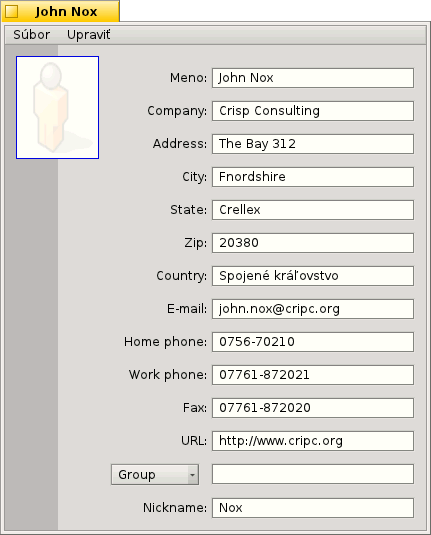 John Nox
Súbor Upraviť
Meno: John Nox
Company: Crisp Consulting
Address: The Bay 312
City: Fnordshire
State: Crellex
Zip: 20380
Country: Spojené kráľovstvo
E-mail: john.nox@cripc.org
Home phone: 0756-70210
Work phone: 07761-872021
Fax: 07761-872020
URL: http://www.cripc.org
Group
Nickname: Nox